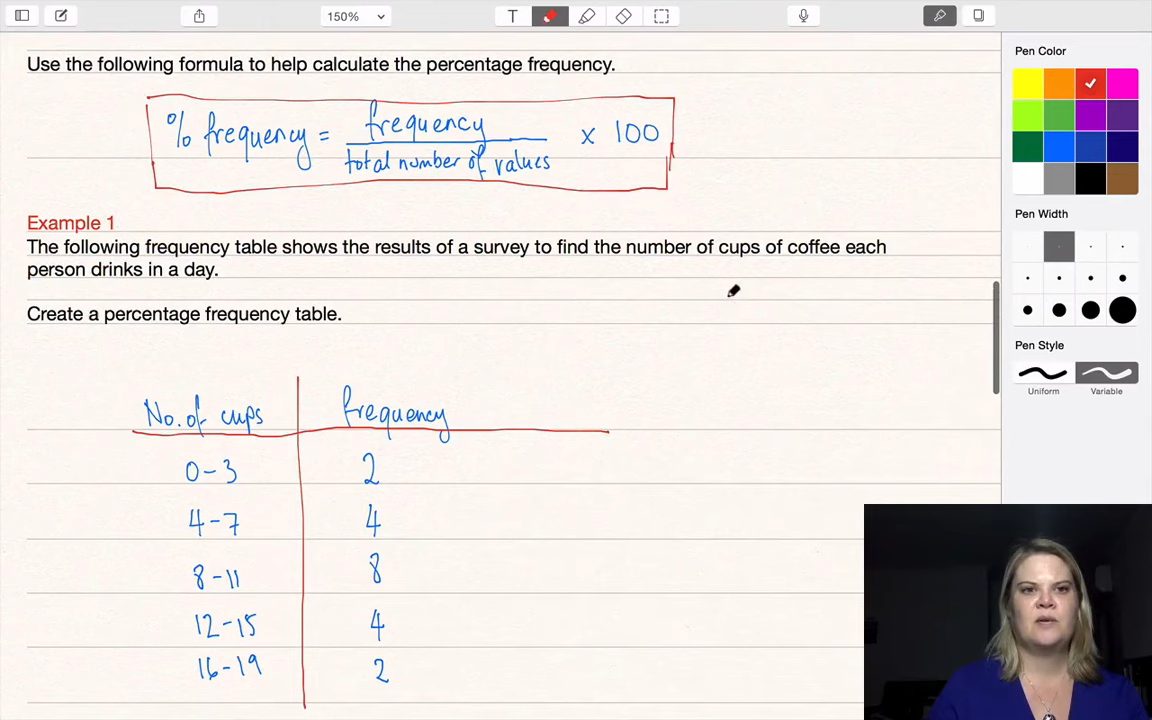 150%
T
Use the following formula to help calculate the percentage frequency.
% frequency = frequency / total number of values x 100
Example 1
The following frequency table shows the results of a survey to find the number of cups of coffee each
person drinks in a day.
Create a percentage frequency table.
No. of cups frequency
0-3 2
4-7 4
8-11 8
12-15 4
16-19 2
Pen Color
Pen Width
Pen Style
Uniform Variable